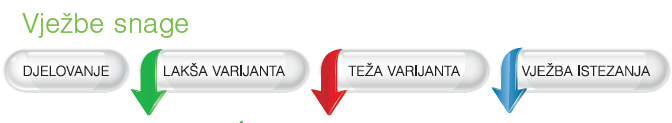 Vježbe snage
DJELOVANJE LAKŠA VARIJANTA TEŽA VARIJANTA VJEŽBA ISTEZANJA